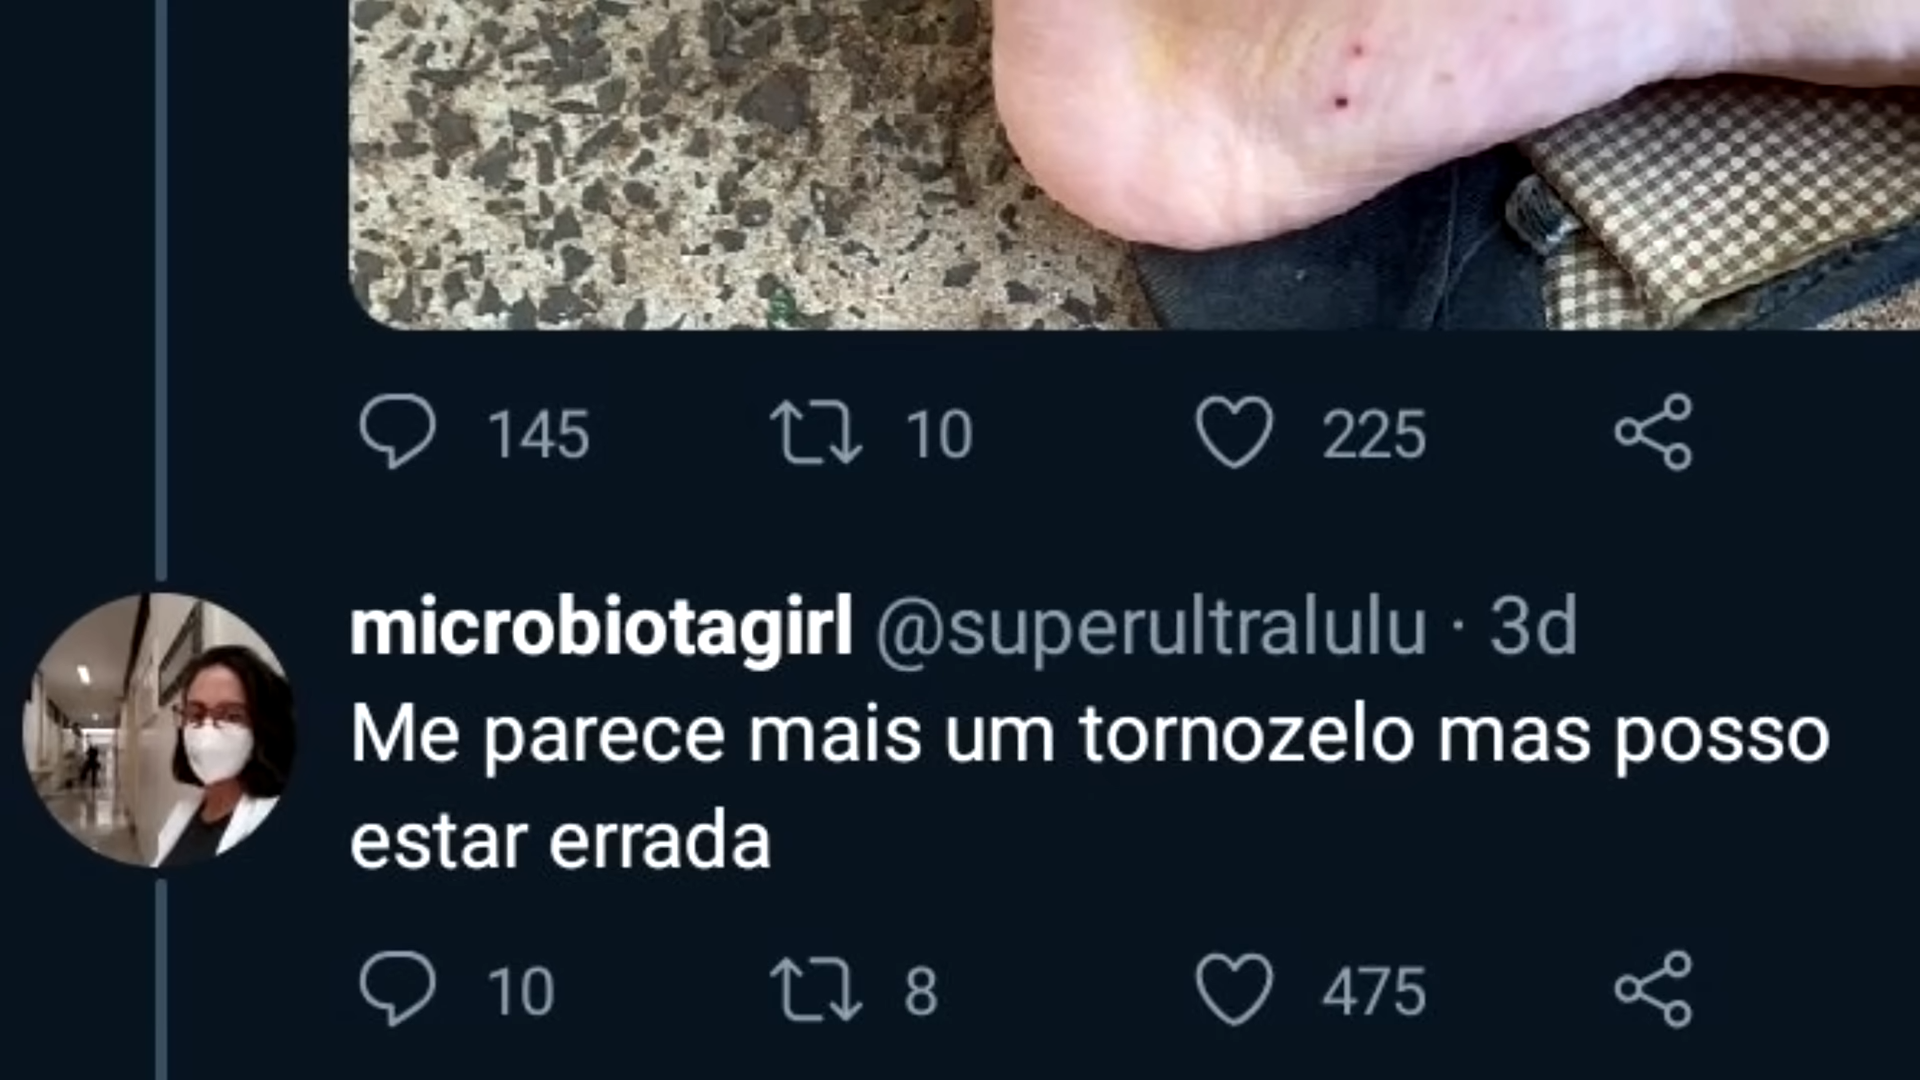 145 10 225
microbiotagirl @superultralulu · 3d
Me parece mais um tornozelo mas posso
estar errada
10 8 475